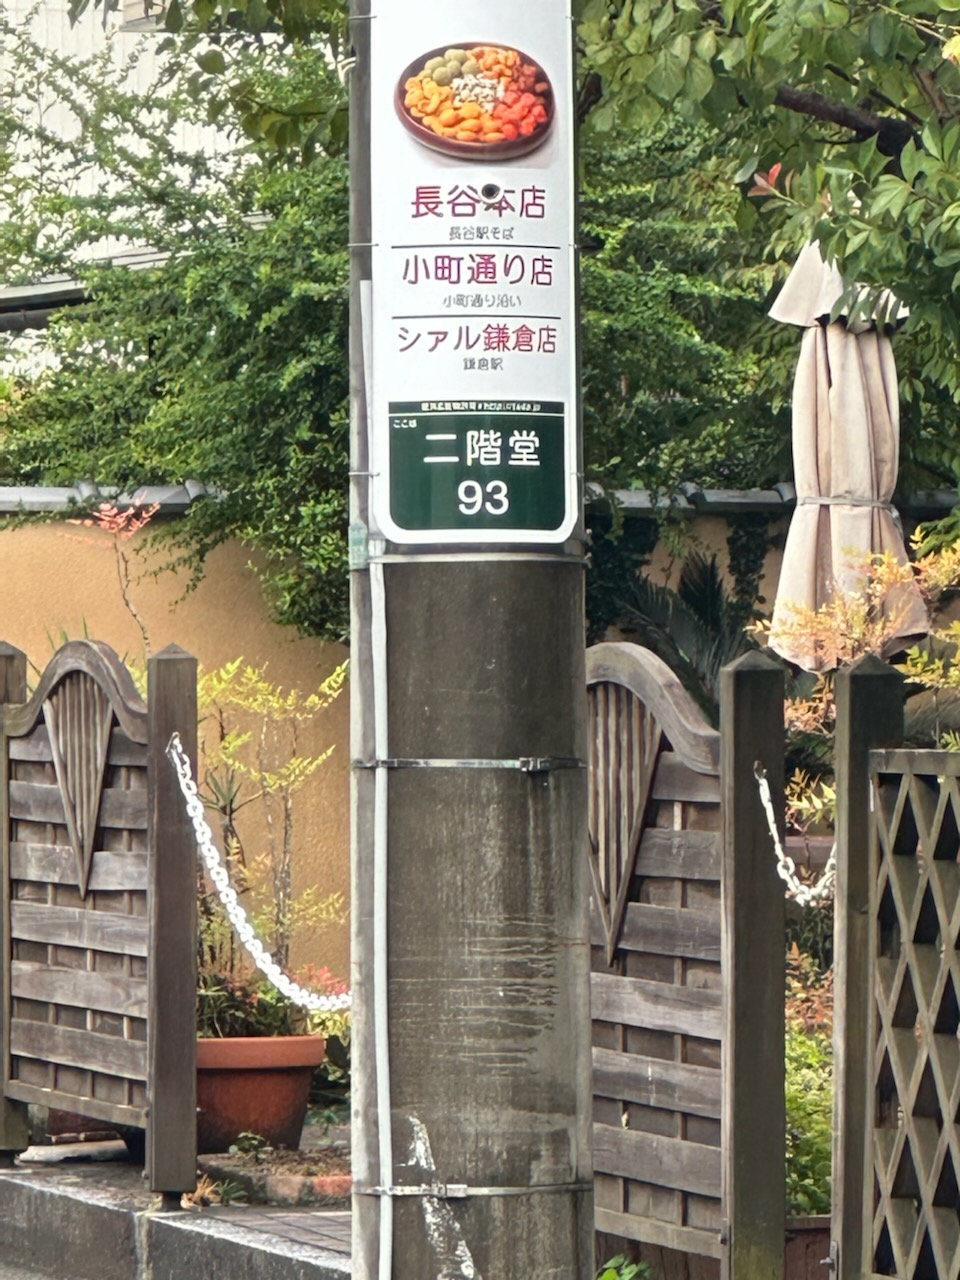 長谷本店
長谷駅そば
小町通り店
小町通り沿い
シァル鎌倉店
鎌倉駅
ここは
二階堂
93